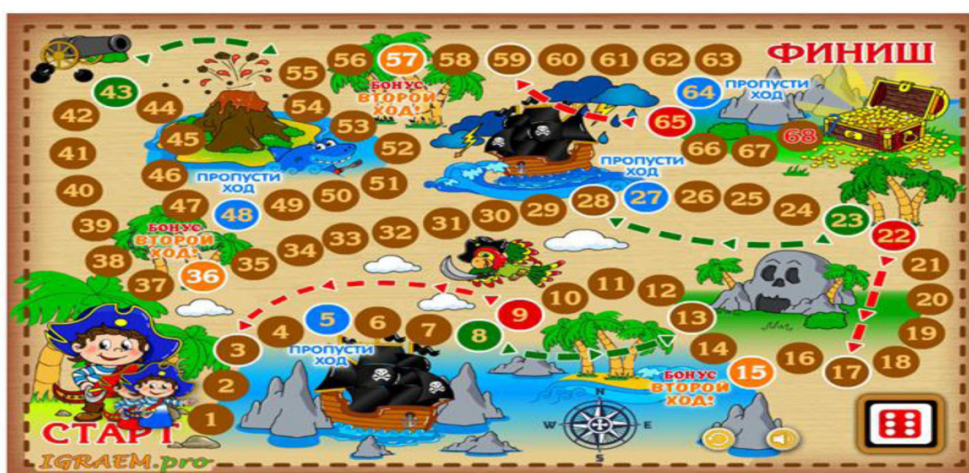 ФИНИШ
56 57 58 59 60 61 62 63
55
БОНУС
ВТОРОЙ
ХОД!
64
ПРОПУСТИ
ХОД
43
44
54
42
45
53
65
68
41
52
66 67
46
ПРОПУСТИ
ХОД
51
ПРОПУСТИ
ХОД
40
47
48
49
50
28 27 26 25 24 23
22
39
БОНУС
ВТОРОЙ
ХОД!
34 33 32 31 30 29
38
37
36
35
21
20
19
18
17
16
3 4 5 6 7 8 9 10 11 12 13
14
ПРОПУСТИ
ХОД
15
БОНУС
ВТОРОЙ
ХОД!
2
1
N
W E
S
СТАРТ
IGRAEM.pro